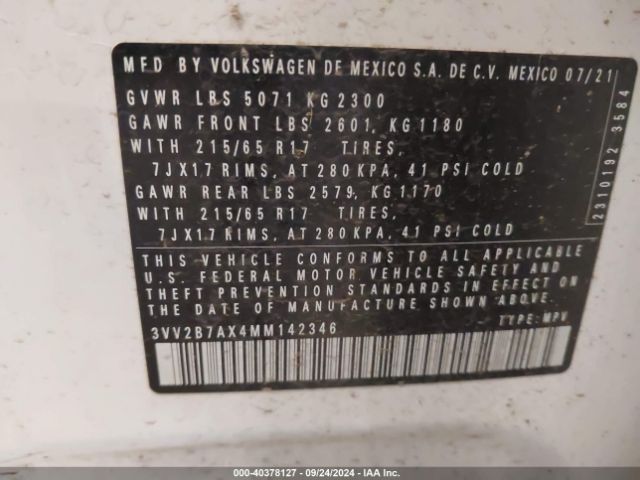 MFD BY VOLKSWAGEN DE MEXICO S.A. DE C.V. MEXICO 07/21
GVWR LBS 5071 KG 2300
GAWR FRONT LBS 2601, KG 1180
WITH 215/65 R17 TIRES,
7JX17 RIMS, AT 280 KPA, 41 PSI COLD
GAWR REAR LBS 2579, KG 1170
WITH 215/65 R17 TIRES,
7JX17 RIMS, AT 280 KPA, 41 PSI COLD
2310192 3584
THIS VEHICLE CONFORMS TO ALL APPLICABLE
U.S. FEDERAL MOTOR VEHICLE SAFETY AND
THEFT PREVENTION STANDARDS IN EFFECT ON
THE DATE OF MANUFACTURE SHOWN ABOVE.
3VV2B7AX4MM142346 TYPE: MPV
000-40378127 - 09/24/2024 - IAA Inc.